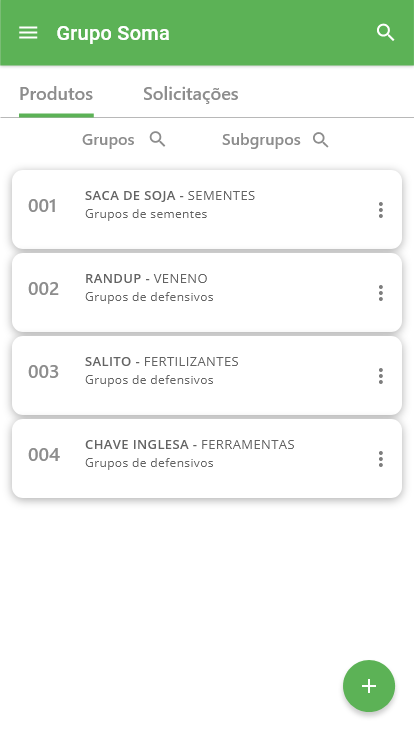 Grupo Soma
Produtos Solicitações
Grupos Subgrupos
001
SACA DE SOJA - SEMENTES
Grupos de sementes
002
RANDUP - VENENO
Grupos de defensivos
003
SALITO - FERTILIZANTES
Grupos de defensivos
004
CHAVE INGLESA - FERRAMENTAS
Grupos de defensivos